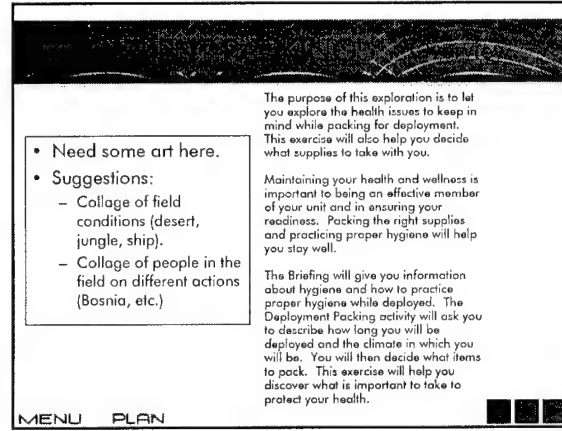 • Need some art here.
• Suggestions:
– Collage of field
conditions (desert,
jungle, ship).
– Collage of people in the
field on different actions
(Bosnia, etc.)
The purpose of this exploration is to let
you explore the health issues to keep in
mind while packing for deployment.
This exercise will also help you decide
what supplies to take with you.
Maintaining your health and wellness is
important to being an effective member
of your unit and in ensuring your
readiness. Packing the right supplies
and practicing proper hygiene will help
you stay well.
The Briefing will give you information
about hygiene and how to practice
proper hygiene while deployed. The
Deployment Packing activity will ask you
to describe how long you will be
deployed and the climate in which you
will be. You will then decide what items
to pack. This exercise will help you
discover what is important to take to
protect your health.
MENU PLAN